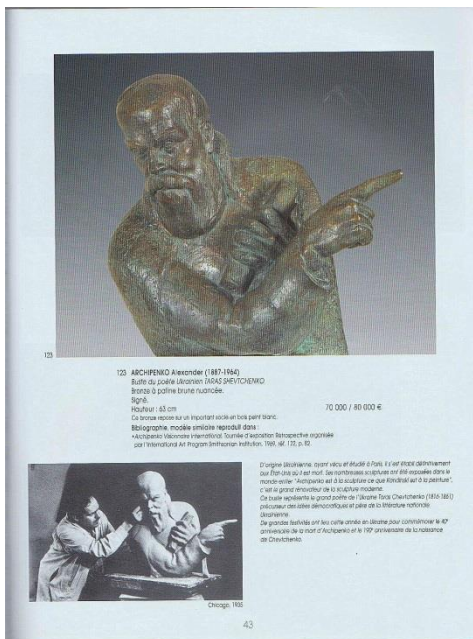 123
123 ARCHIPENKO Alexander (1887-1964)
Buste du poète Ukrainien TARAS SHEVTCHENKO
Bronze à patine brune nuancée.
Signé.
Hauteur : 63 cm
70 000 / 80 000 €
Ce bronze repose sur un important socle en bois peint blanc.
Bibliographie, modèle similaire reproduit dans :
«Archipenko Visionnaire International. Tournée d'exposition Rétrospective organisée
par l'International Art Program Smithsonian Institution, 1969, réf. 122, p. 82.
D'origine Ukrainienne, ayant vécu et étudié à Paris, il s'est établi définitivement
aux États-Unis où il est mort. Ses nombreuses sculptures ont été exposées dans le
monde entier "Archipenko est à la sculpture ce que Kandinski est à la peinture",
c'est le grand rénovateur de la sculpture moderne.
Ce buste représente le grand poète de l'Ukraine Taras Chevtchenko
précurseur des idées démocratiques et père de la littérature nationale
Ukrainienne.
De grandes festivités ont lieu cette année en Ukraine pour commémorer le
anniversaire de la mort d'Archipenko et le 190e anniversaire de la naissance
de Chevtchenko.
Chicago, 1935
43